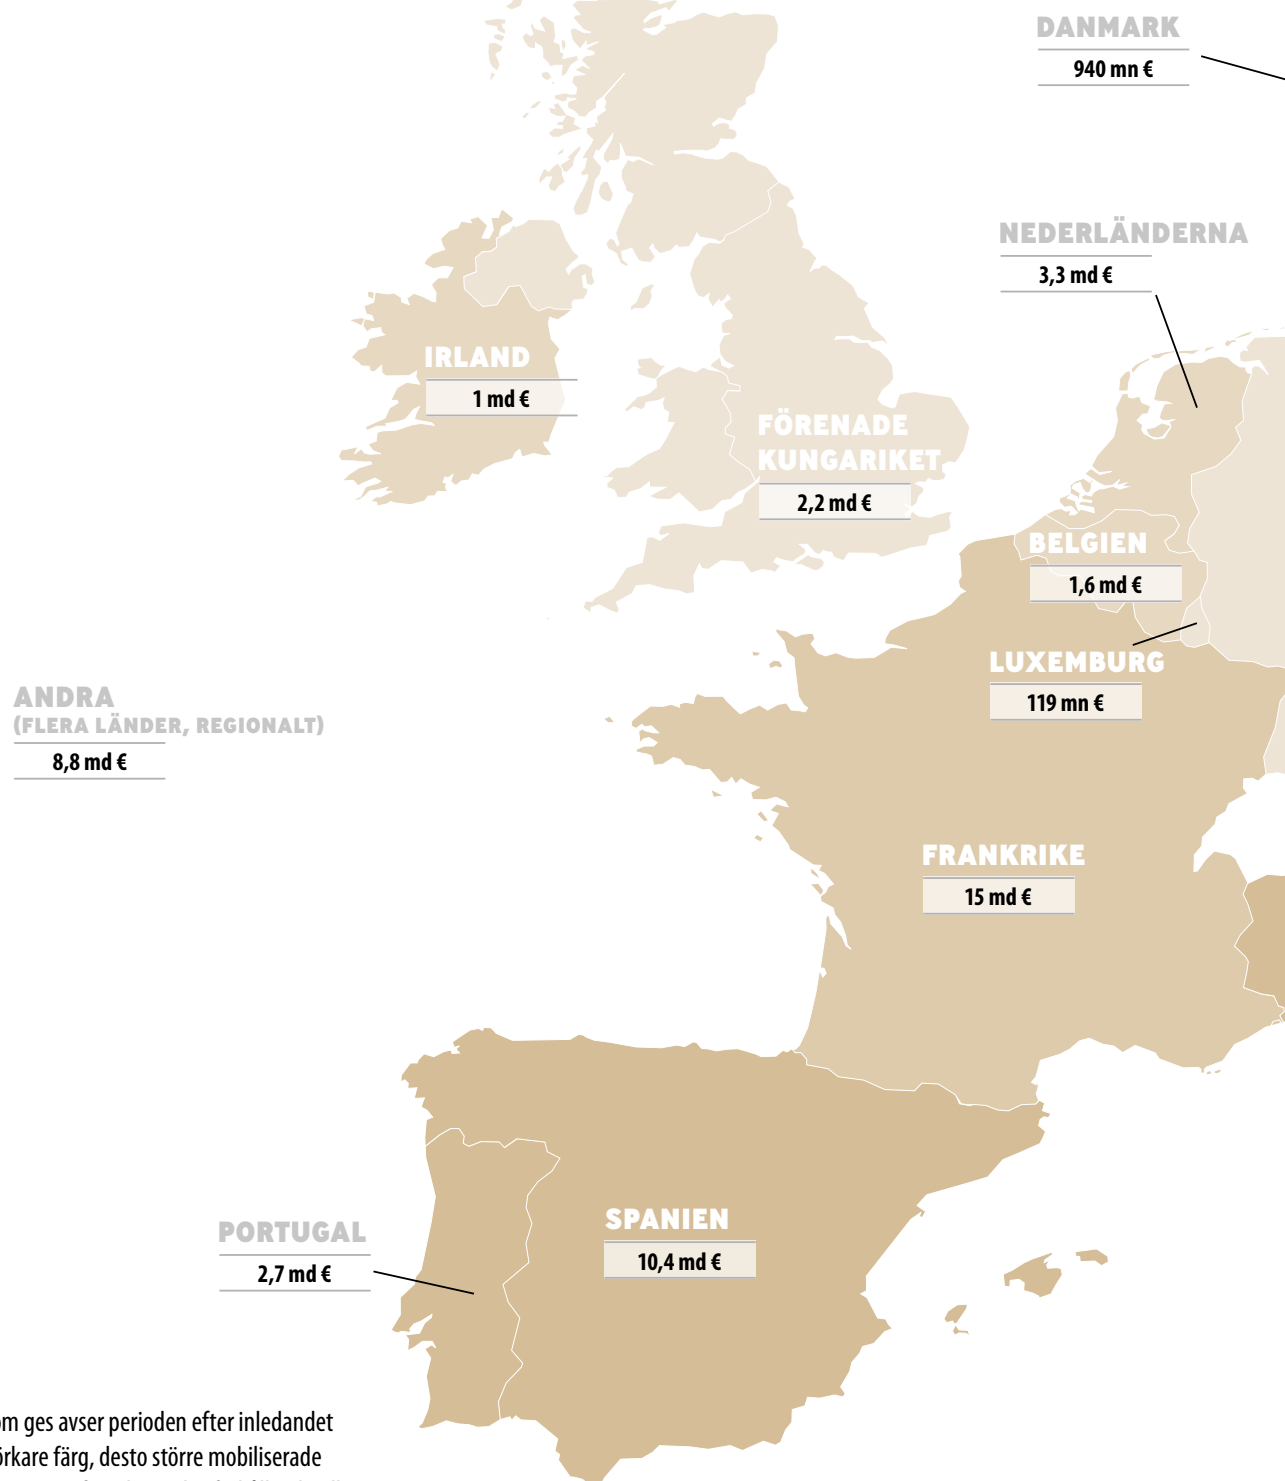 DANMARK
940 mn €
NEDERLÄNDERNA
3,3 md €
IRLAND
1 md €
FÖRENADE
KUNGARIKET
2,2 md €
BELGIEN
1,6 md €
LUXEMBURG
119 mn €
ANDRA
(FLERA LÄNDER, REGIONALT)
8,8 md €
FRANKRIKE
15 md €
SPANIEN
10,4 md €
PORTUGAL
2,7 md €
om ges avser perioden efter inledandet
örkare färg, desto större mobiliserade